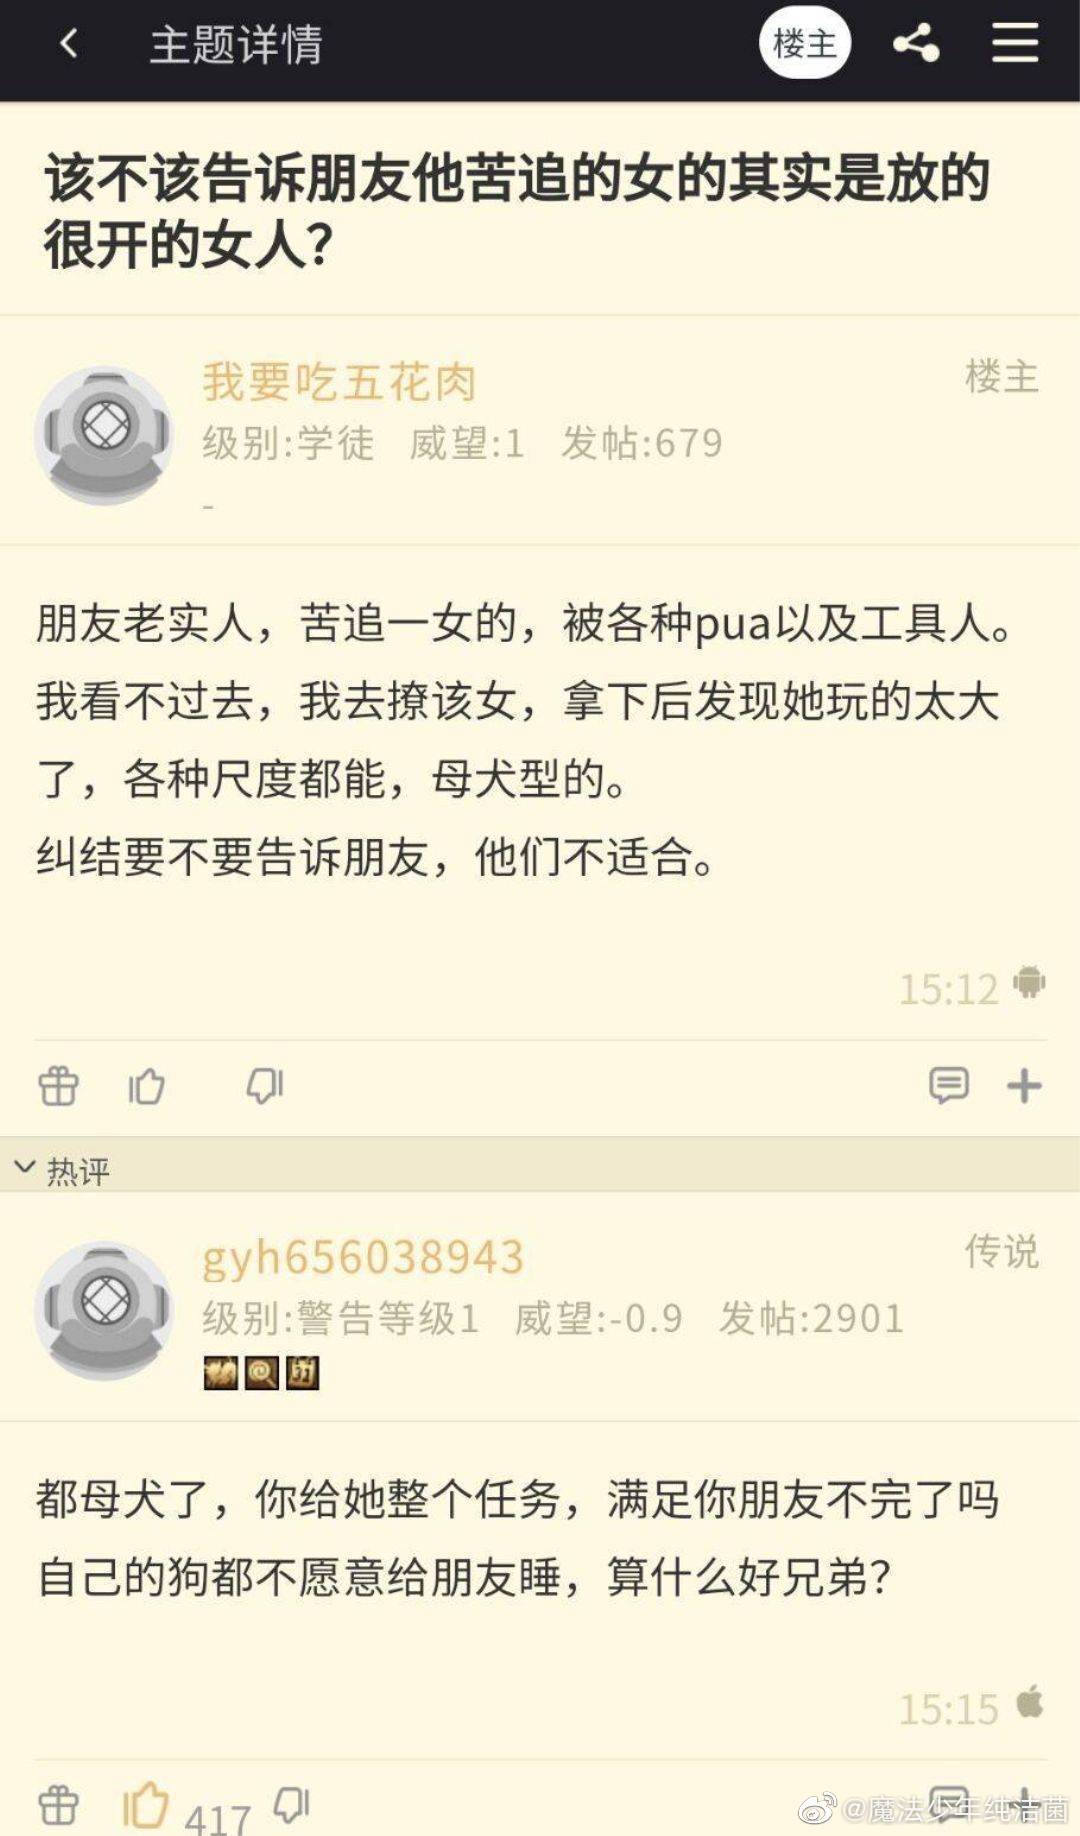 主题详情
楼主
该不该告诉朋友他苦追的女的其实是放的
很开的女人？
我要吃五花肉
楼主
级别:学徒 威望:1 发帖:679
-
朋友老实人，苦追一女的，被各种pua以及工具人。
我看不过去，我去撩该女，拿下后发现她玩的太大
了，各种尺度都能，母犬型的。
纠结要不要告诉朋友，他们不适合。
15:12
热评
gyh656038943
传说
级别:警告等级1 威望:-0.9 发帖:2901
都母犬了，你给她整个任务，满足你朋友不完了吗
自己的狗都不愿意给朋友睡，算什么好兄弟？
15:15
417
@魔法少年纯洁菌